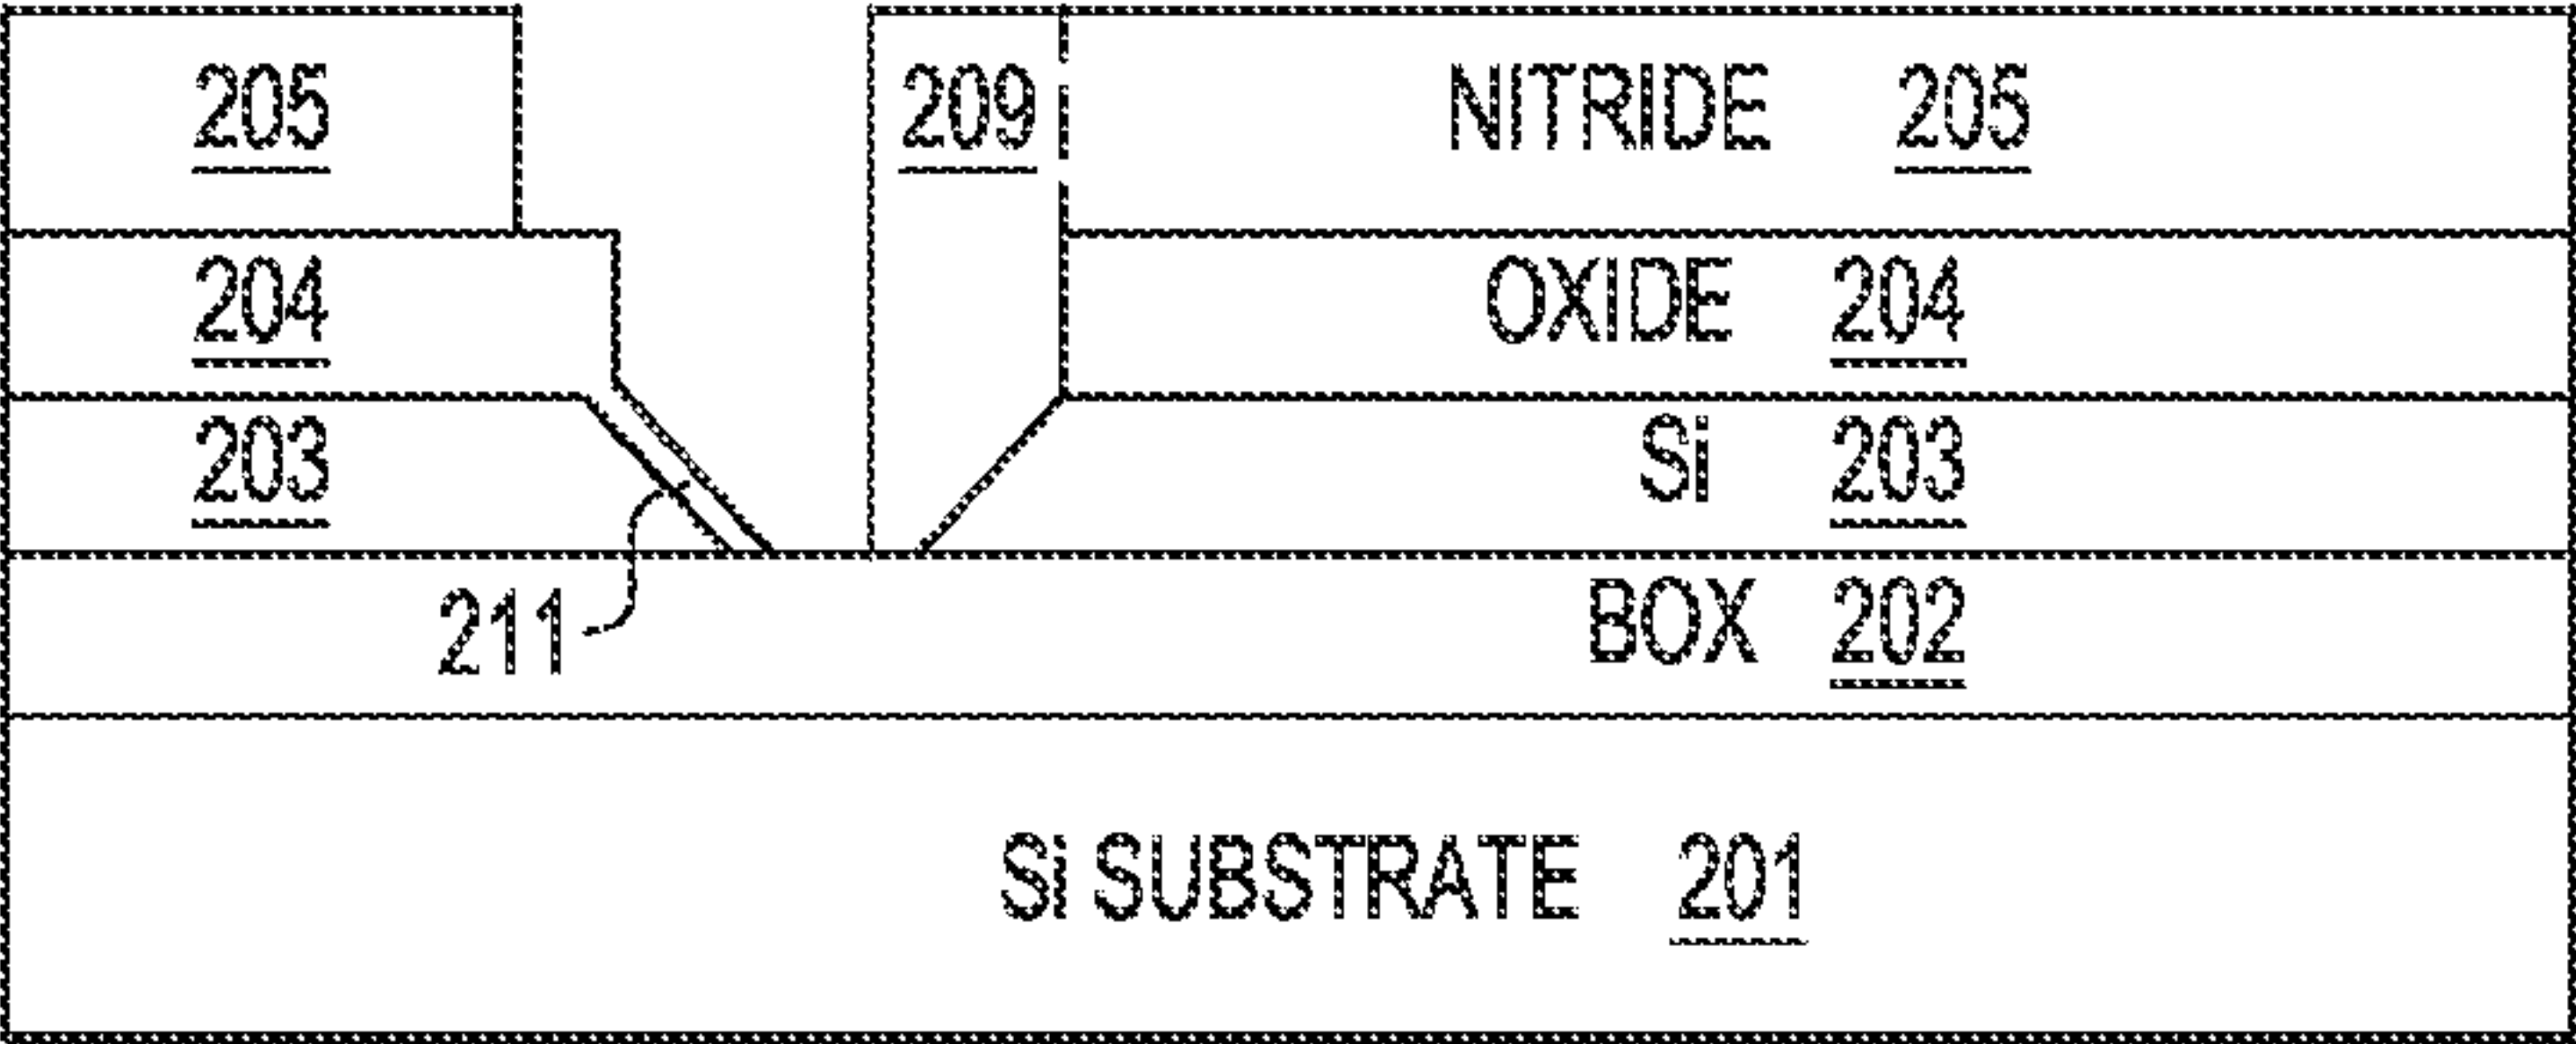 205 209 NITRIDE 205
204 OXIDE 204
203 Si 203
211 BOX 202
Si SUBSTRATE 201